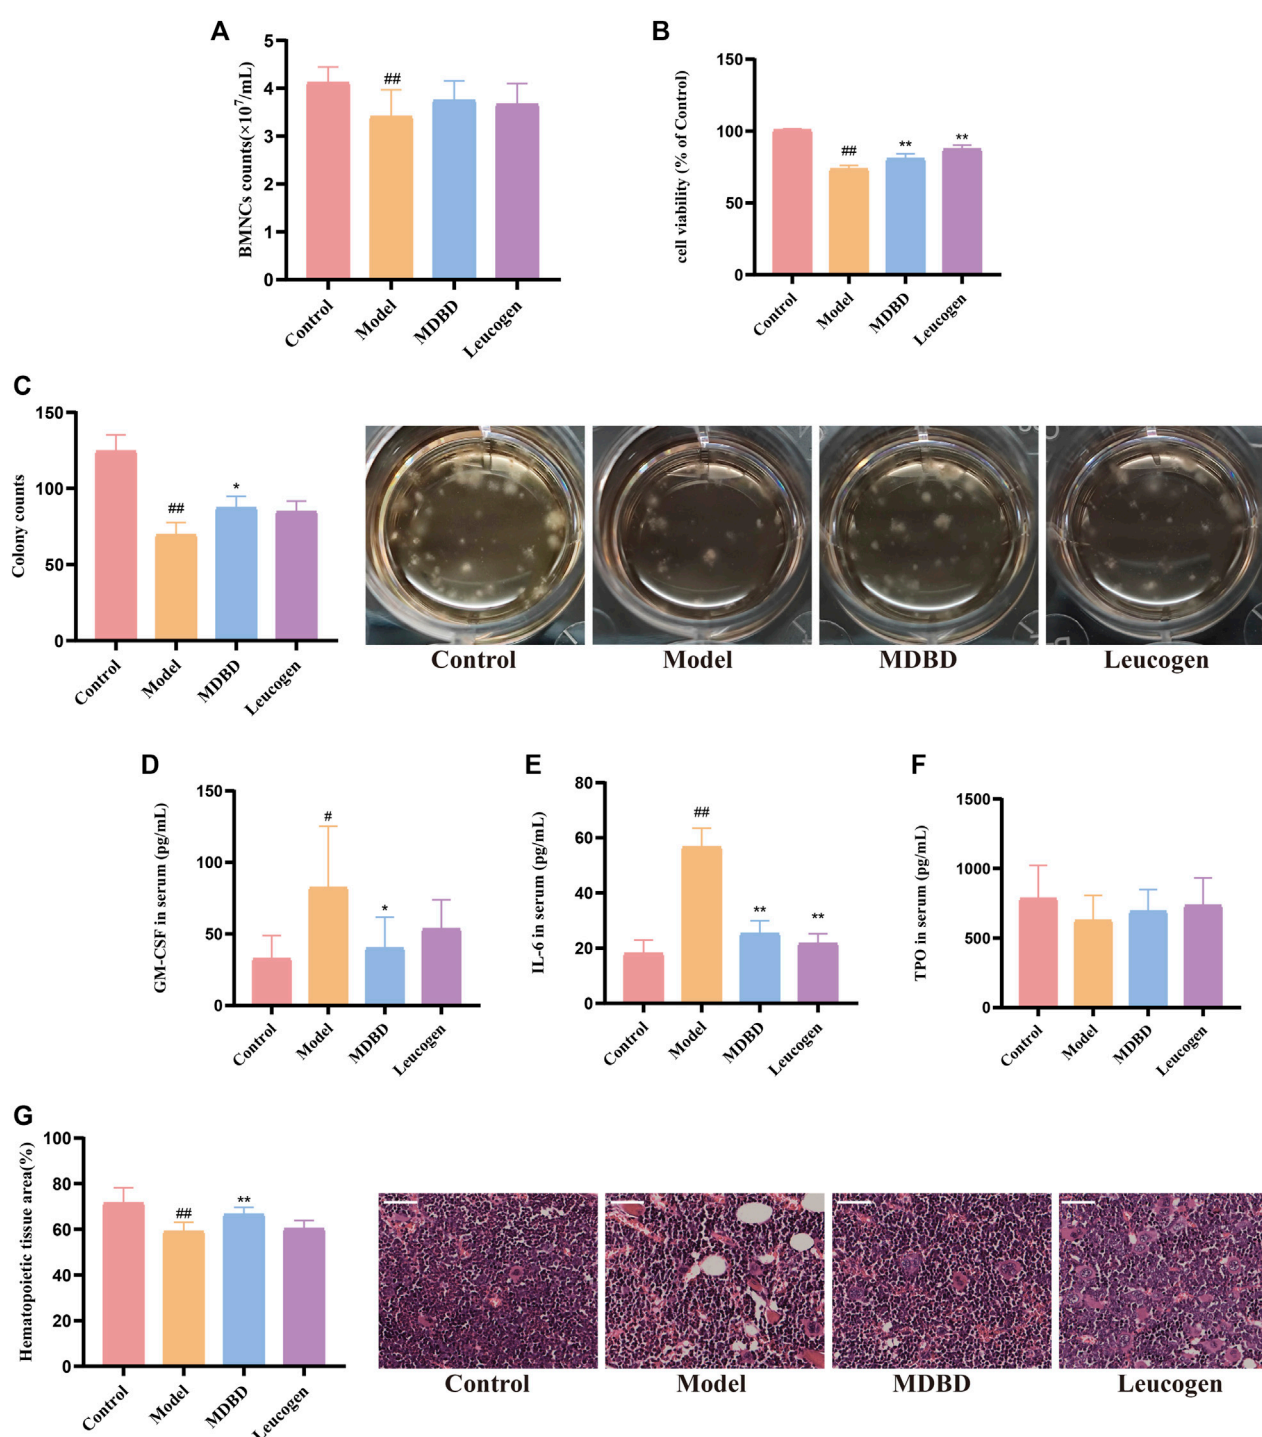 A
BMNCs counts(×10⁷/mL)
5
4
3
2
1
0
##
Control
Model
MDBD
Leucogen
B
cell viability (% of Control)
150
100
50
0
##
**
**
Control
Model
MDBD
Leucogen
C
Colony counts
150
100
50
0
##
*
Control
Model
MDBD
Leucogen
Control
Model
MDBD
Leucogen
D
GM-CSF in serum (pg/mL)
150
100
50
0
#
*
Control
Model
MDBD
Leucogen
E
IL-6 in serum (pg/mL)
80
60
40
20
0
##
**
**
Control
Model
MDBD
Leucogen
F
TPO in serum (pg/mL)
1500
1000
500
0
Control
Model
MDBD
Leucogen
G
Hematopoietic tissue area(%)
100
80
60
40
20
0
##
**
Control
Model
MDBD
Leucogen
Control
Model
MDBD
Leucogen